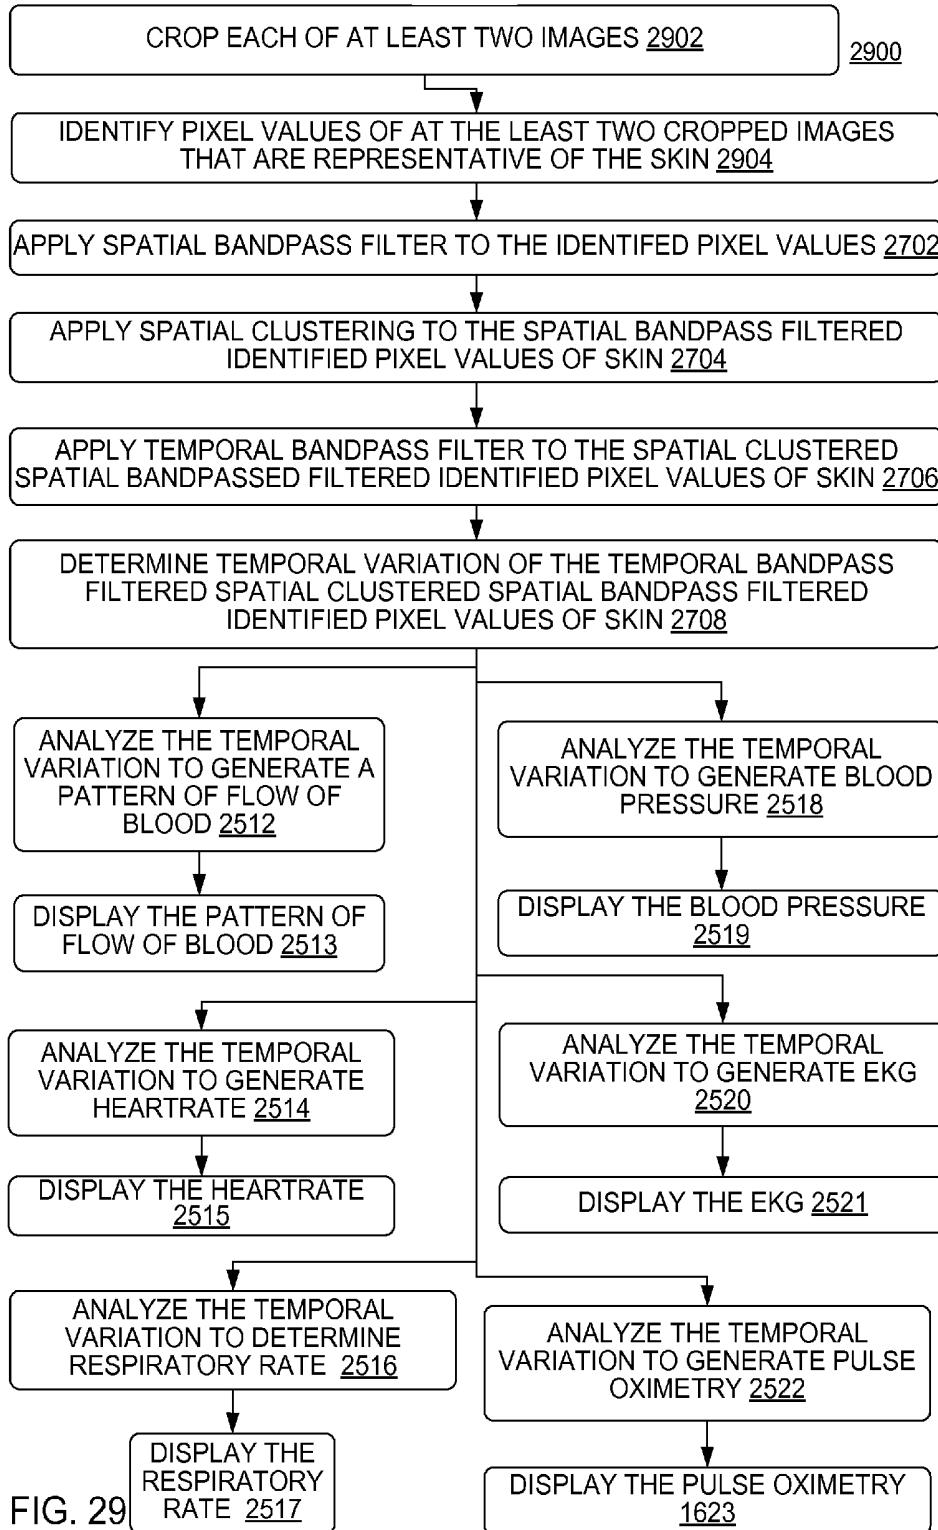 CROP EACH OF AT LEAST TWO IMAGES 2902
2900
IDENTIFY PIXEL VALUES OF AT THE LEAST TWO CROPPED IMAGES
THAT ARE REPRESENTATIVE OF THE SKIN 2904
APPLY SPATIAL BANDPASS FILTER TO THE IDENTIFED PIXEL VALUES 2702
APPLY SPATIAL CLUSTERING TO THE SPATIAL BANDPASS FILTERED
IDENTIFIED PIXEL VALUES OF SKIN 2704
APPLY TEMPORAL BANDPASS FILTER TO THE SPATIAL CLUSTERED
SPATIAL BANDPASSED FILTERED IDENTIFIED PIXEL VALUES OF SKIN 2706
DETERMINE TEMPORAL VARIATION OF THE TEMPORAL BANDPASS
FILTERED SPATIAL CLUSTERED SPATIAL BANDPASS FILTERED
IDENTIFIED PIXEL VALUES OF SKIN 2708
ANALYZE THE TEMPORAL
VARIATION TO GENERATE A
PATTERN OF FLOW OF
BLOOD 2512
ANALYZE THE TEMPORAL
VARIATION TO GENERATE BLOOD
PRESSURE 2518
DISPLAY THE PATTERN OF
FLOW OF BLOOD 2513
DISPLAY THE BLOOD PRESSURE
2519
ANALYZE THE TEMPORAL
VARIATION TO GENERATE
HEARTRATE 2514
ANALYZE THE TEMPORAL
VARIATION TO GENERATE EKG
2520
DISPLAY THE HEARTRATE
2515
DISPLAY THE EKG 2521
ANALYZE THE TEMPORAL
VARIATION TO DETERMINE
RESPIRATORY RATE 2516
ANALYZE THE TEMPORAL
VARIATION TO GENERATE PULSE
OXIMETRY 2522
DISPLAY THE
RESPIRATORY
RATE 2517
DISPLAY THE PULSE OXIMETRY
1623
FIG. 29